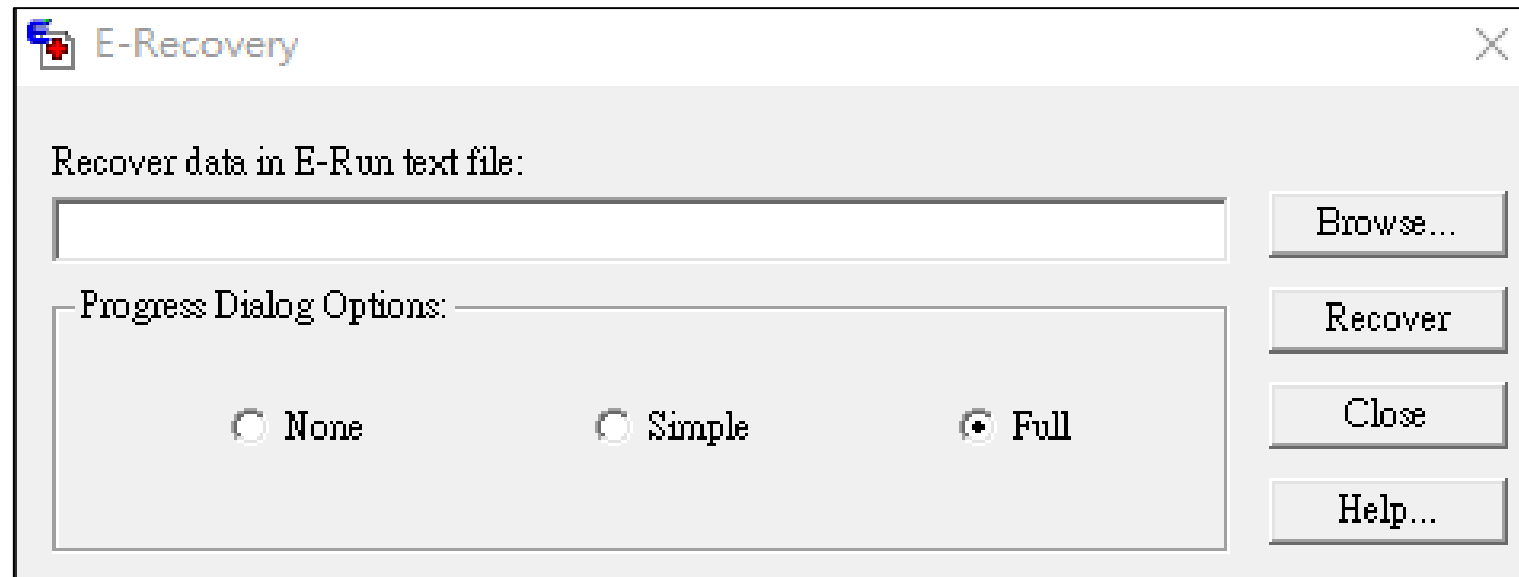 E-Recovery
Recover data in E-Run text file:
Browse...
Progress Dialog Options:
Recover
None Simple Full
Close
Help...